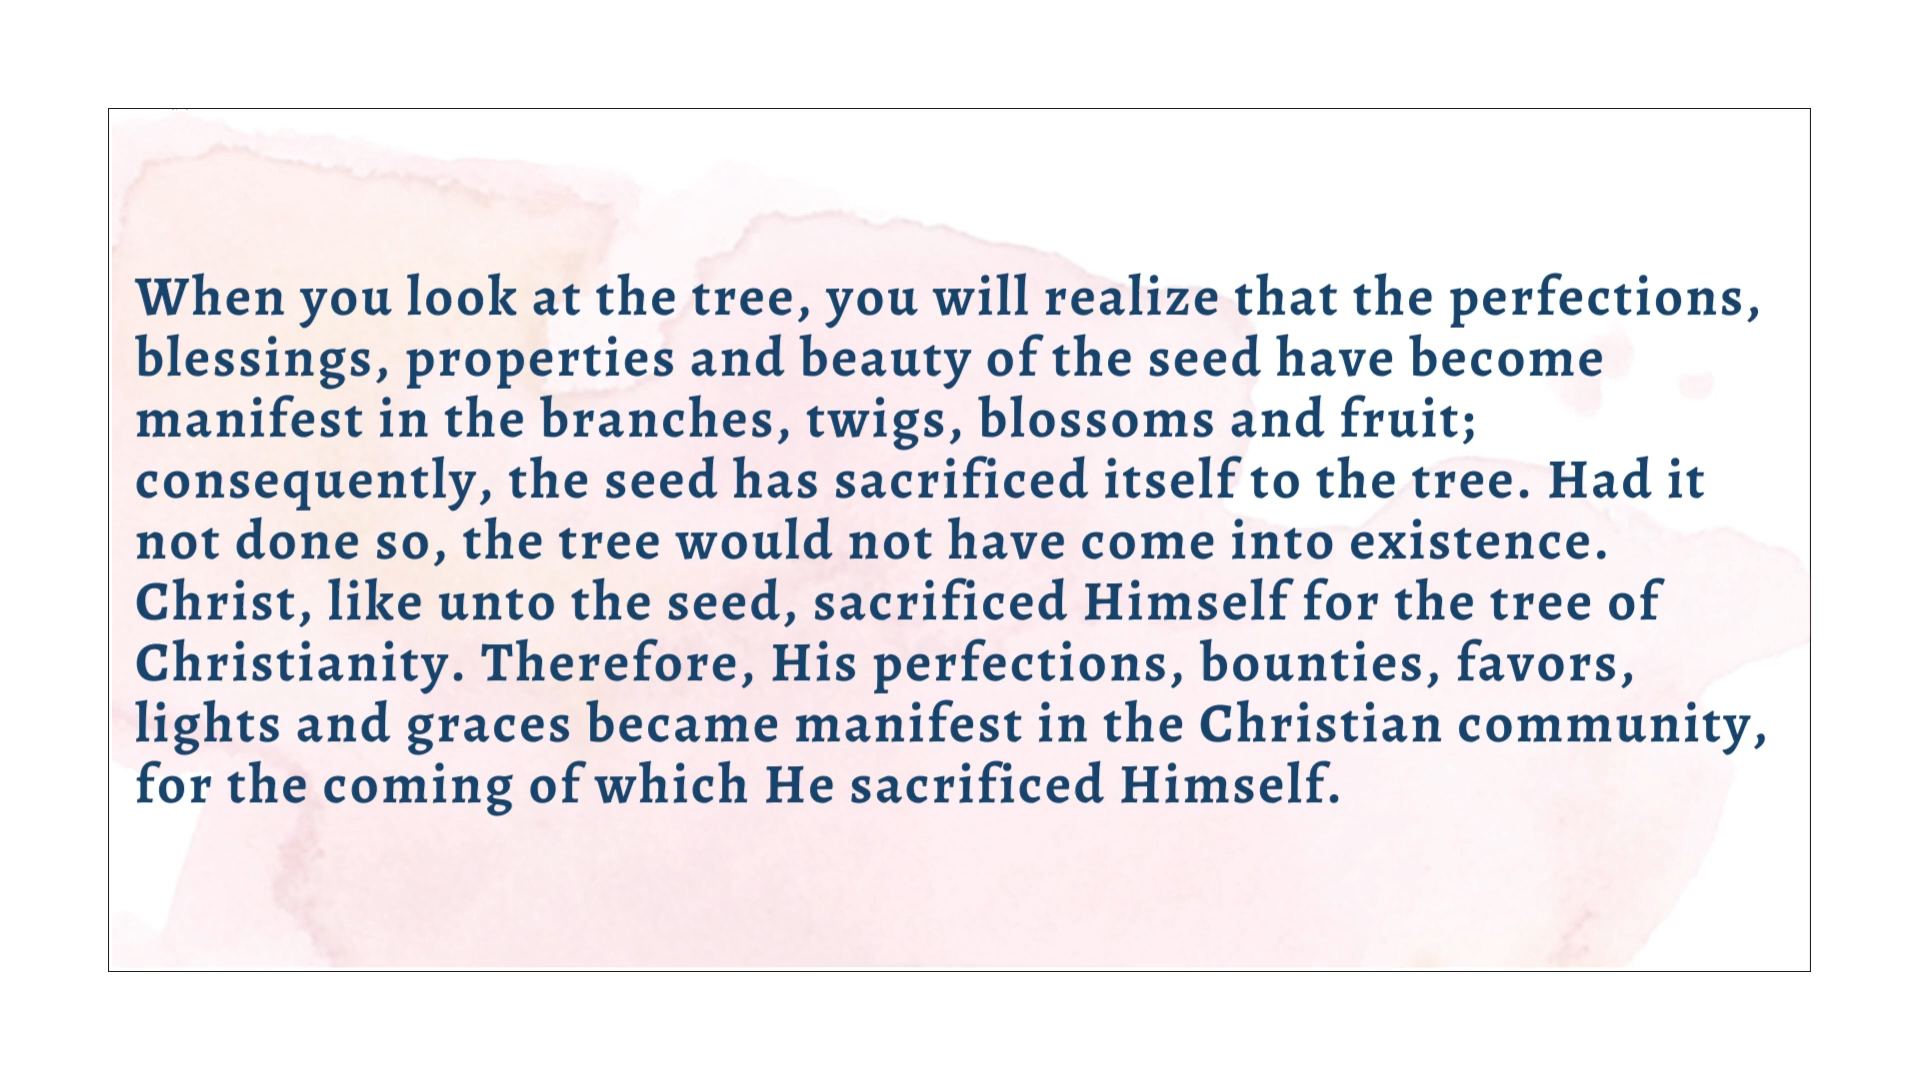 When you look at the tree, you will realize that the perfections,
blessings, properties and beauty of the seed have become
manifest in the branches, twigs, blossoms and fruit;
consequently, the seed has sacrificed itself to the tree. Had it
not done so, the tree would not have come into existence.
Christ, like unto the seed, sacrificed Himself for the tree of
Christianity. Therefore, His perfections, bounties, favors,
lights and graces became manifest in the Christian community,
for the coming of which He sacrificed Himself.